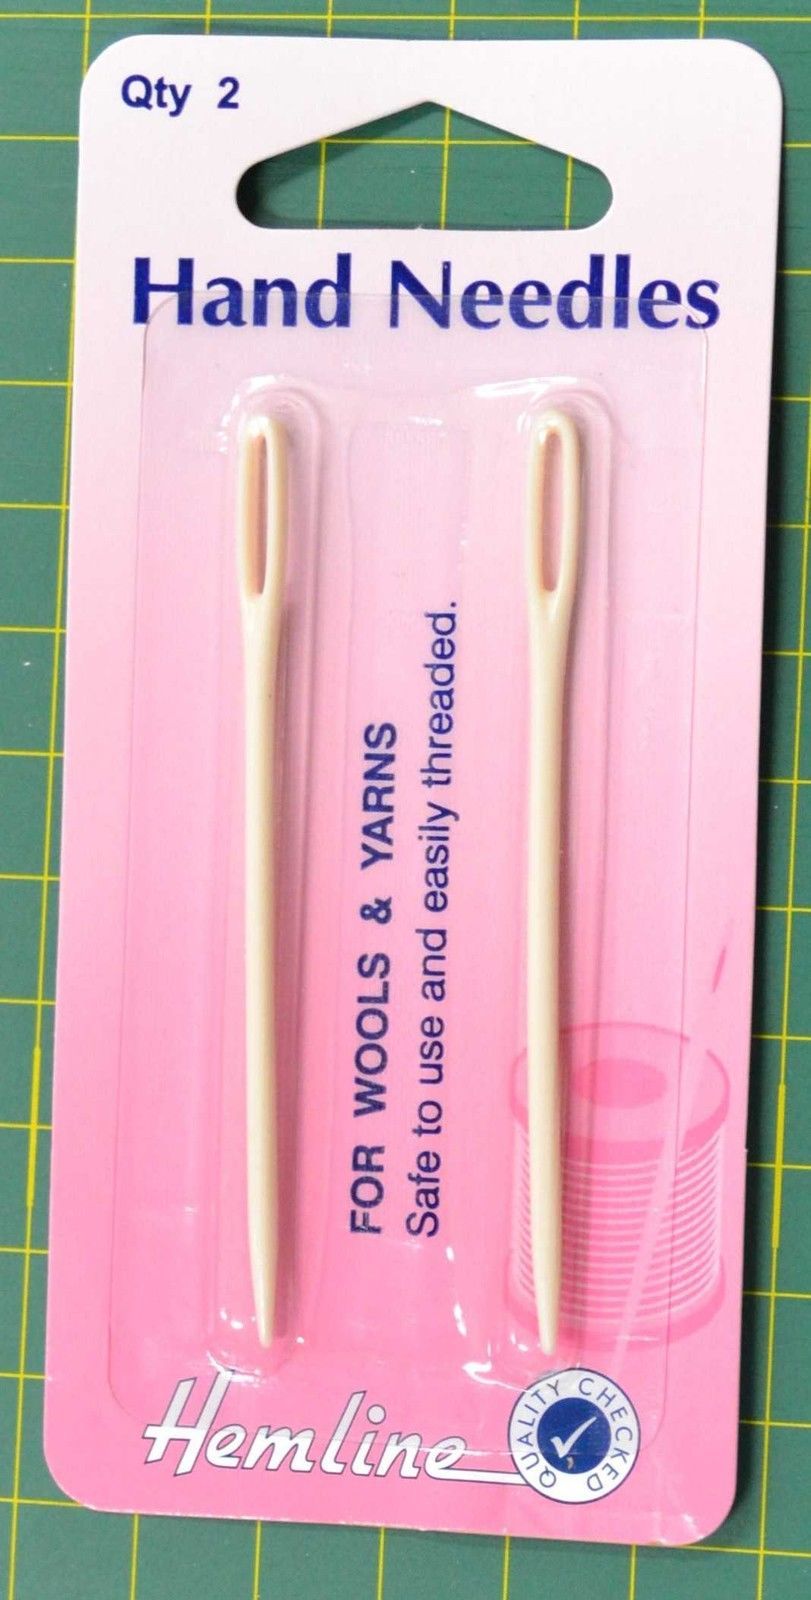 Qty 2
Hand Needles
FOR WOOLS & YARNS
Safe to use and easily threaded.
Hemline
QUALITY CHECKED